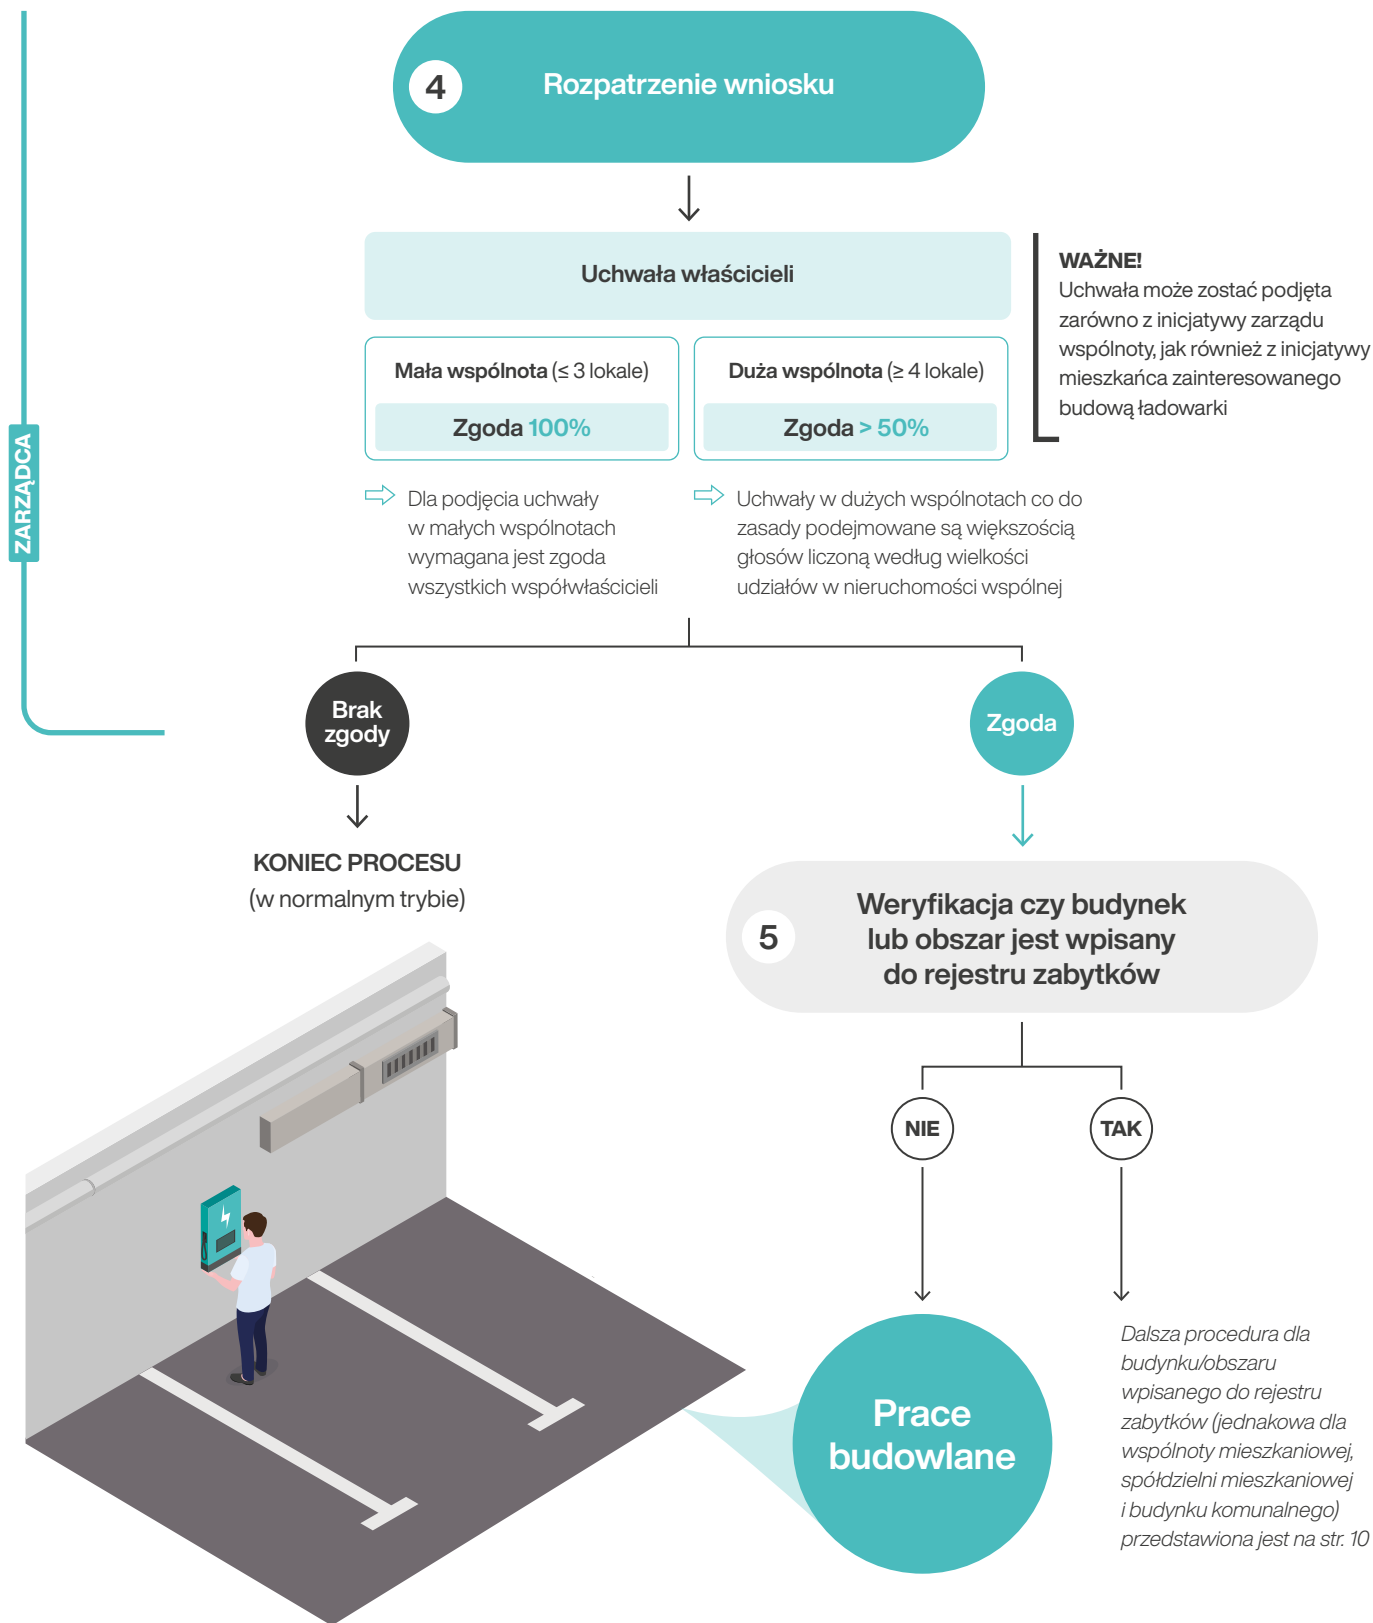 4
Rozpatrzenie wniosku
Uchwała właścicieli
WAŻNE!
Uchwała może zostać podjęta
zarówno z inicjatywy zarządu
wspólnoty, jak również z inicjatywy
mieszkańca zainteresowanego
budową ładowarki
Mała wspólnota (≤ 3 lokale)
Zgoda 100%
Duża wspólnota (≥ 4 lokale)
Zgoda > 50%
Dla podjęcia uchwały
w małych wspólnotach
wymagana jest zgoda
wszystkich współwłaścicieli
Uchwały w dużych wspólnotach co do
zasady podejmowane są większością
głosów liczoną według wielkości
udziałów w nieruchomości wspólnej
ZARZĄDCA
Brak
zgody
Zgoda
KONIEC PROCESU
(w normalnym trybie)
5
Weryfikacja czy budynek
lub obszar jest wpisany
do rejestru zabytków
NIE
TAK
Prace
budowlane
Dalsza procedura dla
budynku/obszaru
wpisanego do rejestru
zabytków (jednakowa dla
wspólnoty mieszkaniowej,
spółdzielni mieszkaniowej
i budynku komunalnego)
przedstawiona jest na str. 10